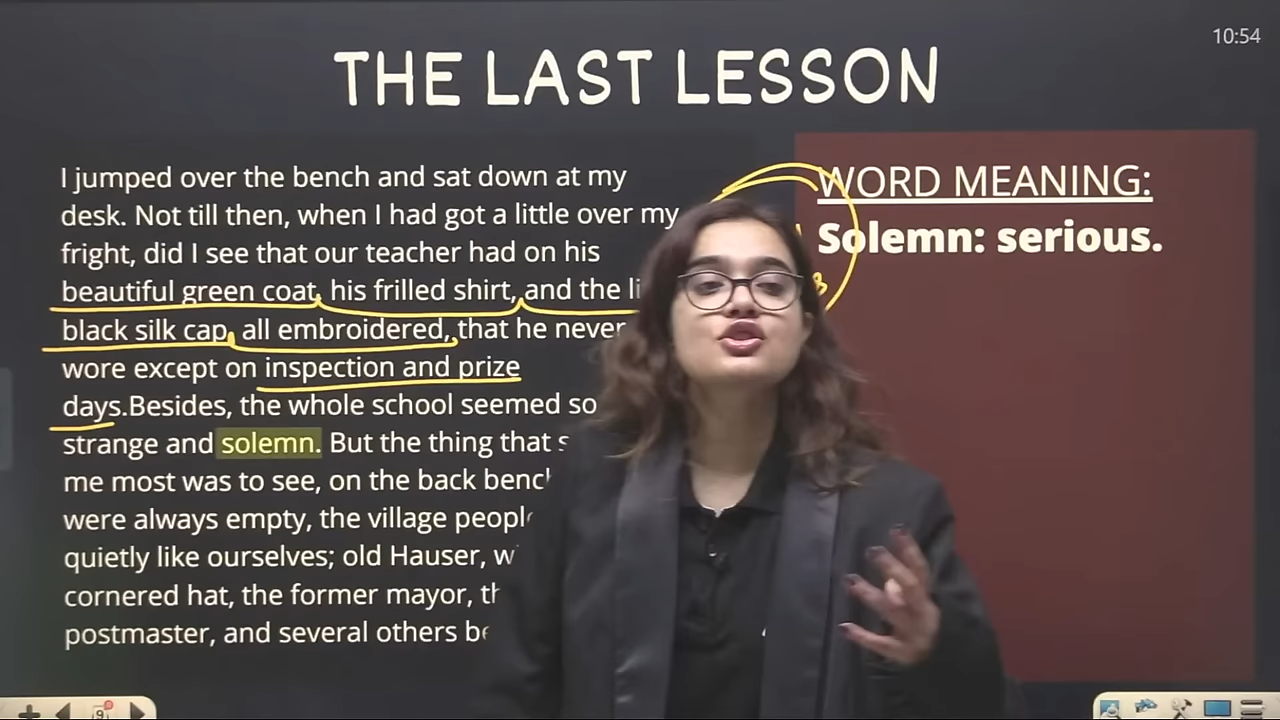 10:54
THE LAST LESSON
I jumped over the bench and sat down at my
desk. Not till then, when I had got a little over my
fright, did I see that our teacher had on his
beautiful green coat, his frilled shirt, and the
black silk cap, all embroidered, that he never
wore except on inspection and prize
days.Besides, the whole school seemed so
strange and solemn. But the thing that
me most was to see, on the back
were always empty, the village
quietly like ourselves; old Hauser,
cornered hat, the former mayor,
postmaster, and several others
WORD MEANING:
Solemn: serious.